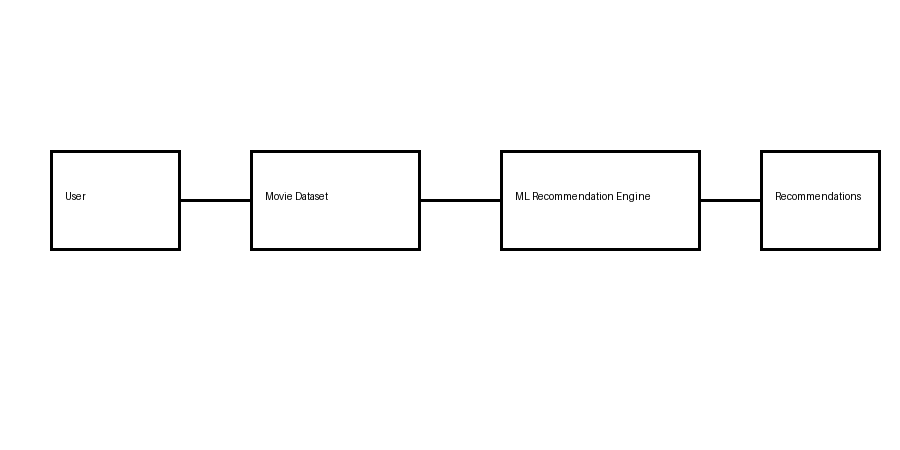 User
Movie Dataset
ML Recommendation Engine
Recommendations